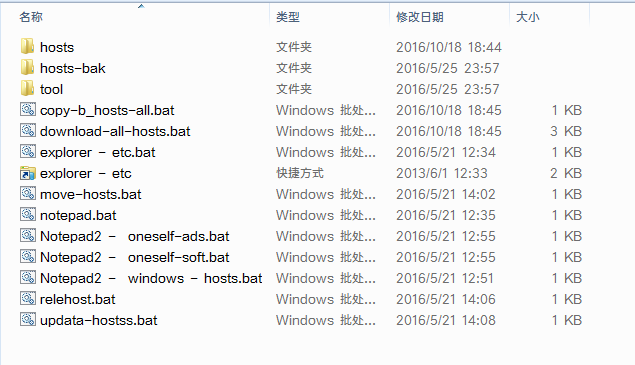 名称 类型 修改日期 大小
hosts 文件夹 2016/10/18 18:44
hosts-bak 文件夹 2016/5/25 23:57
tool 文件夹 2016/5/25 23:57
copy-b_hosts-all.bat Windows 批处... 2016/10/18 18:45 1 KB
download-all-hosts.bat Windows 批处... 2016/10/18 18:45 3 KB
explorer - etc.bat Windows 批处... 2016/5/21 12:34 1 KB
explorer - etc 快捷方式 2013/6/1 12:33 2 KB
move-hosts.bat Windows 批处... 2016/5/21 14:02 1 KB
notepad.bat Windows 批处... 2016/5/21 12:35 1 KB
Notepad2 - oneself-ads.bat Windows 批处... 2016/5/21 12:55 1 KB
Notepad2 - oneself-soft.bat Windows 批处... 2016/5/21 12:55 1 KB
Notepad2 - windows - hosts.bat Windows 批处... 2016/5/21 12:51 1 KB
relehost.bat Windows 批处... 2016/5/21 14:06 1 KB
updata-hostss.bat Windows 批处... 2016/5/21 14:08 1 KB